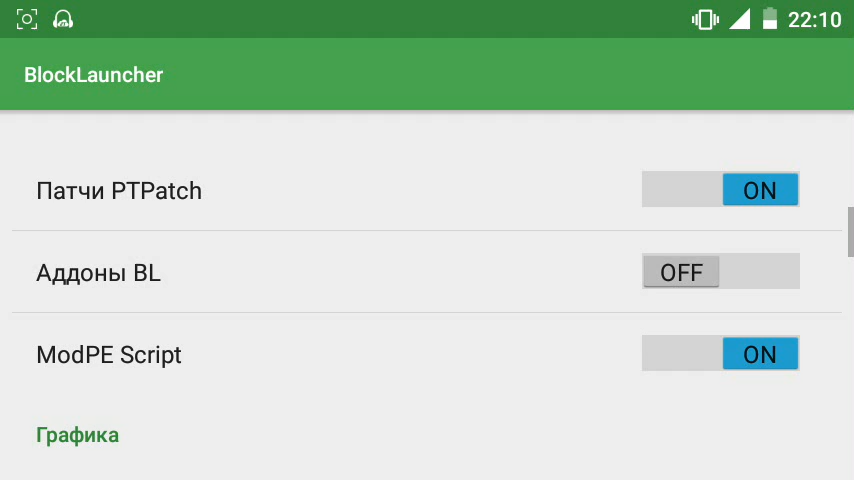 22:10
BlockLauncher
Патчи PTPatch ON
Аддоны BL OFF
ModPE Script ON
Графика